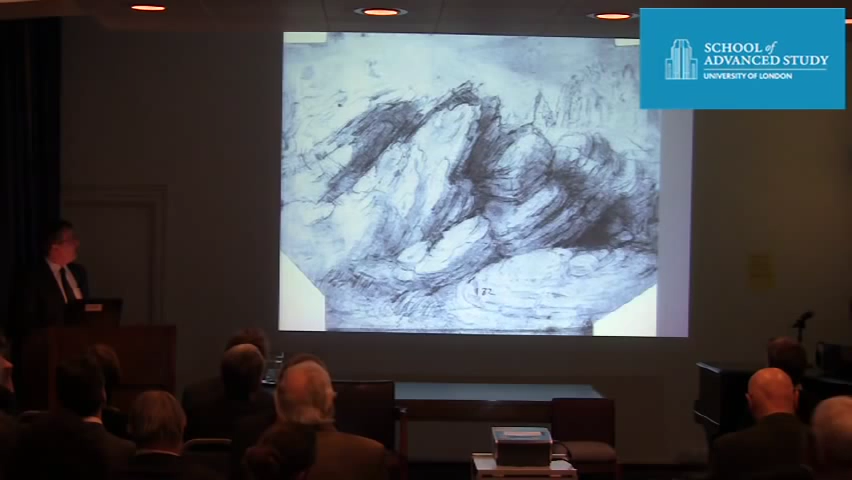 SCHOOL of
ADVANCED STUDY
UNIVERSITY OF LONDON